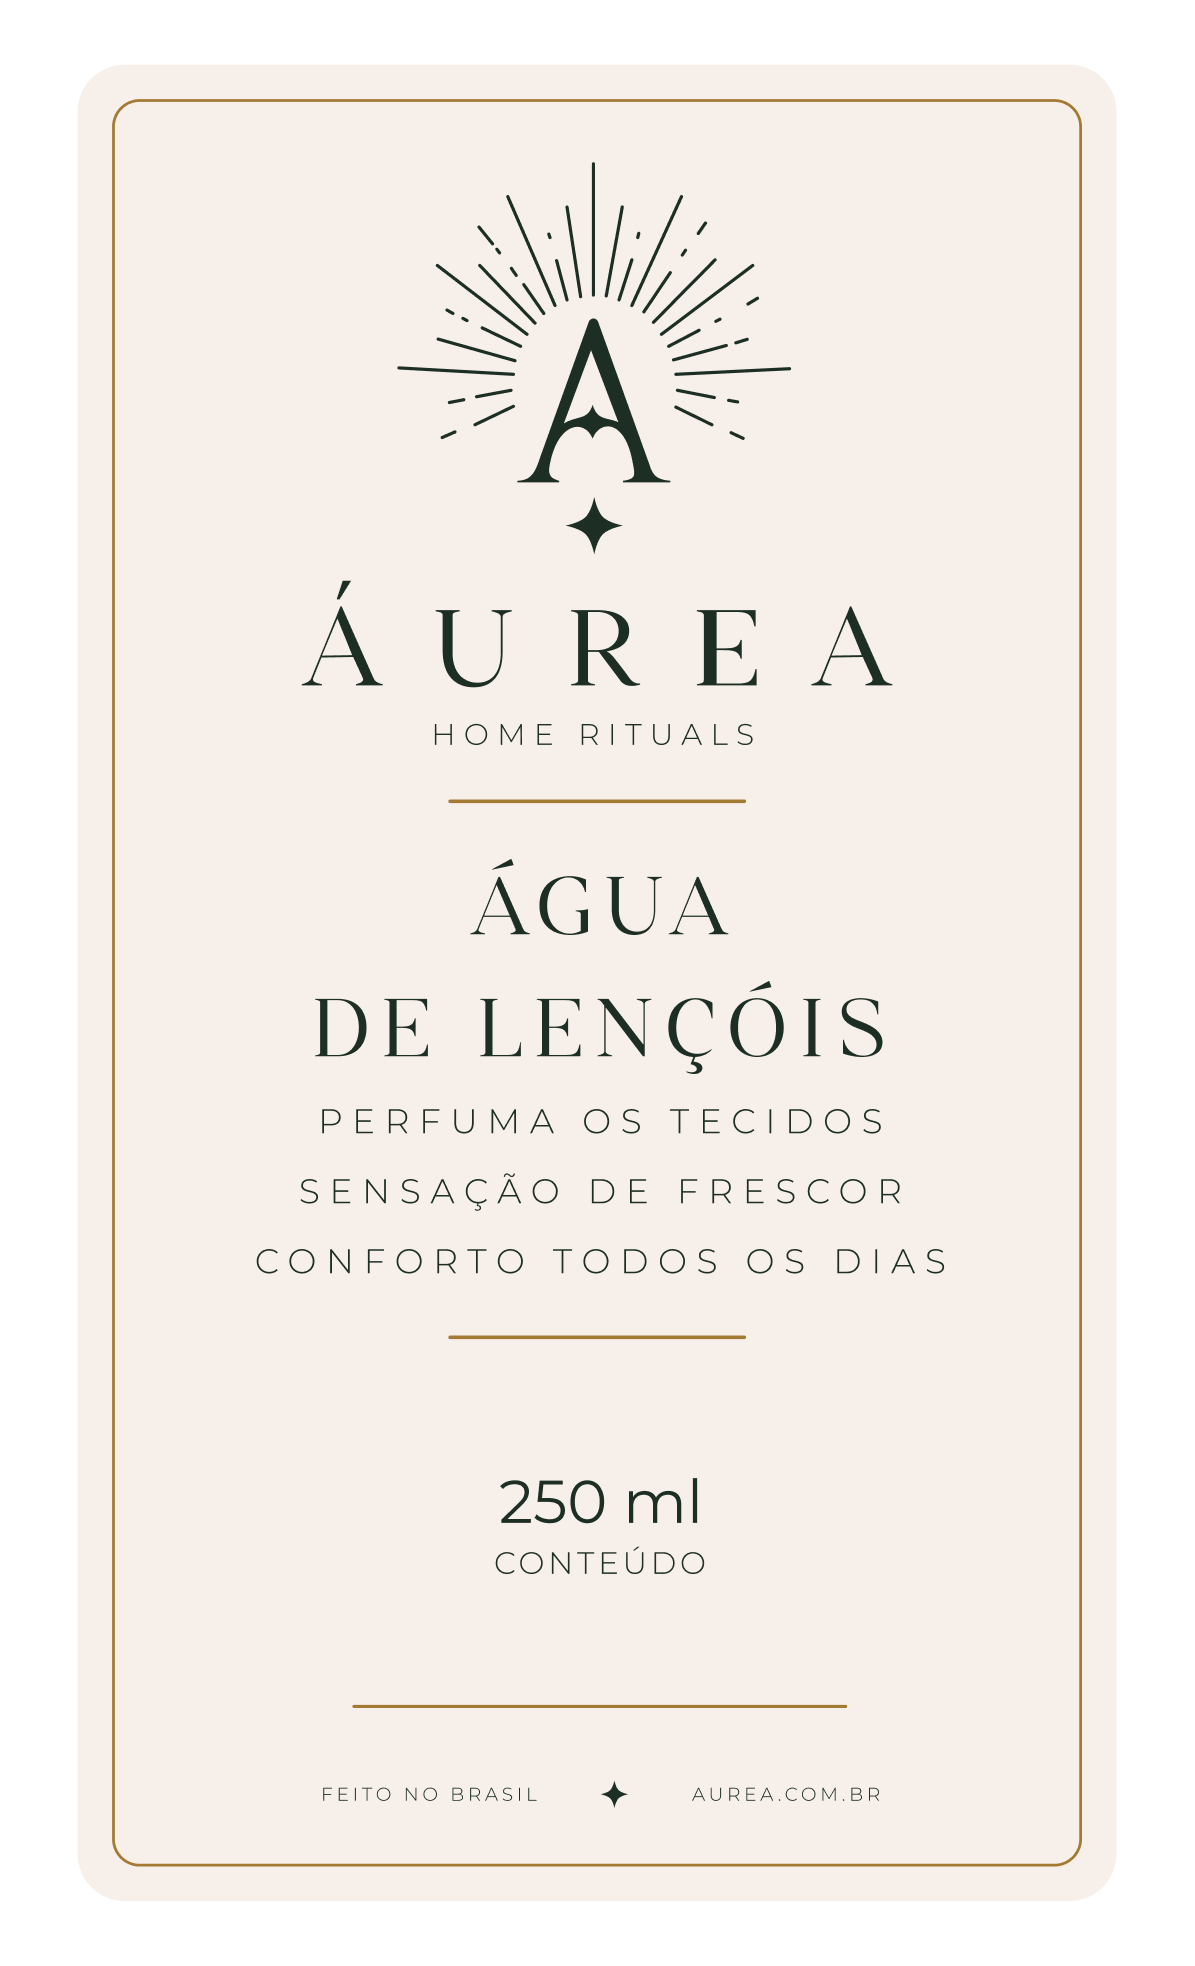 A
ÁUREA
HOME RITUALS
ÁGUA
DE LENÇÓIS
PERFUMA OS TECIDOS
SENSAÇÃO DE FRESCOR
CONFORTO TODOS OS DIAS
250 ml
CONTEÚDO
FEITO NO BRASIL AUREA.COM.BR